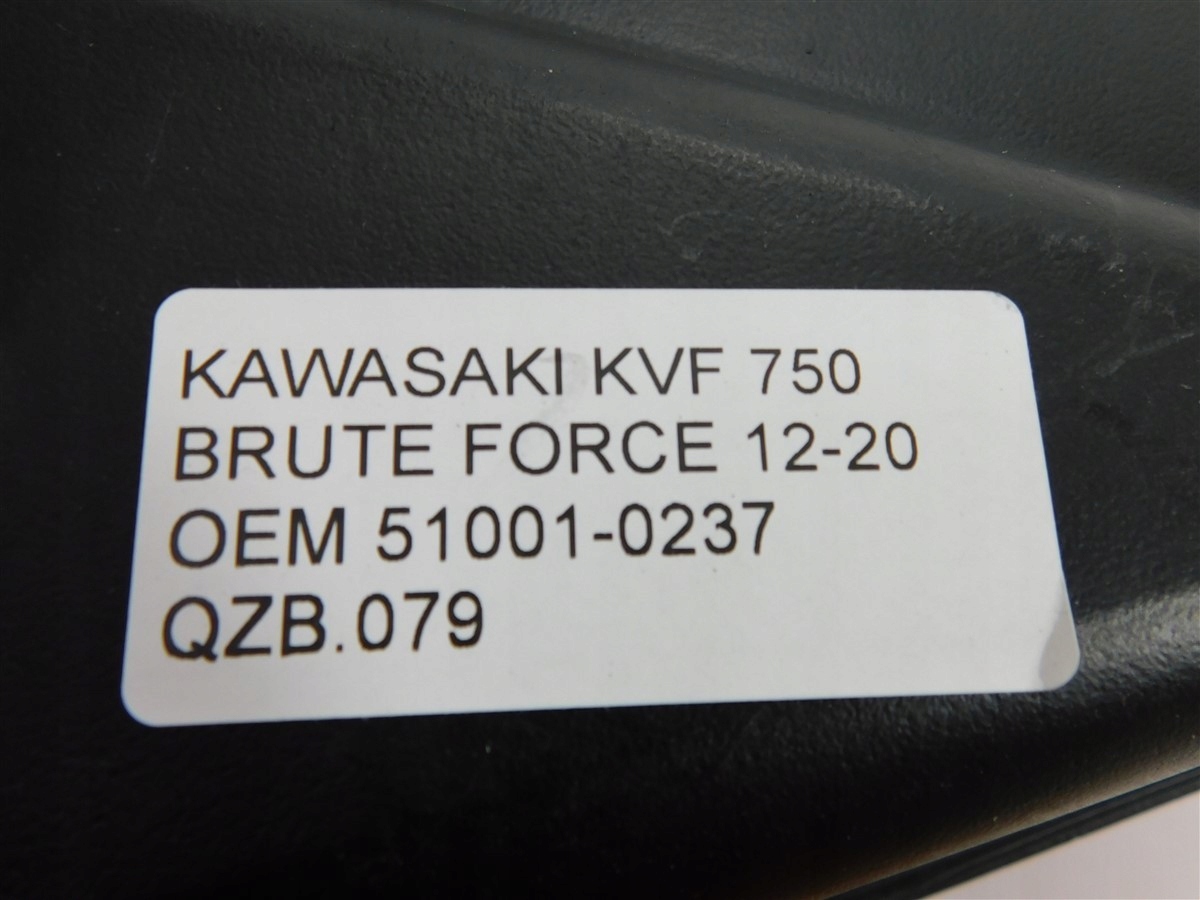 KAWASAKI KVF 750
BRUTE FORCE 12-20
OEM 51001-0237
QZB.079